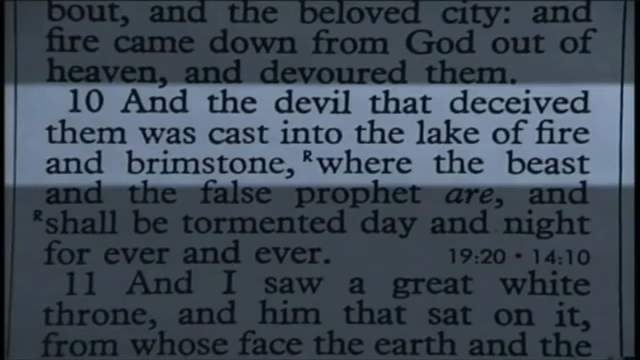 bout, and the beloved city: and
fire came down from God out of
heaven, and devoured them.
10 And the devil that deceived
them was cast into the lake of fire
and brimstone, ᴿwhere the beast
and the false prophet are, and
ᴿshall be tormented day and night
for ever and ever. 19:20 · 14:10
11 And I saw a great white
throne, and him that sat on it,
from whose face the earth and the